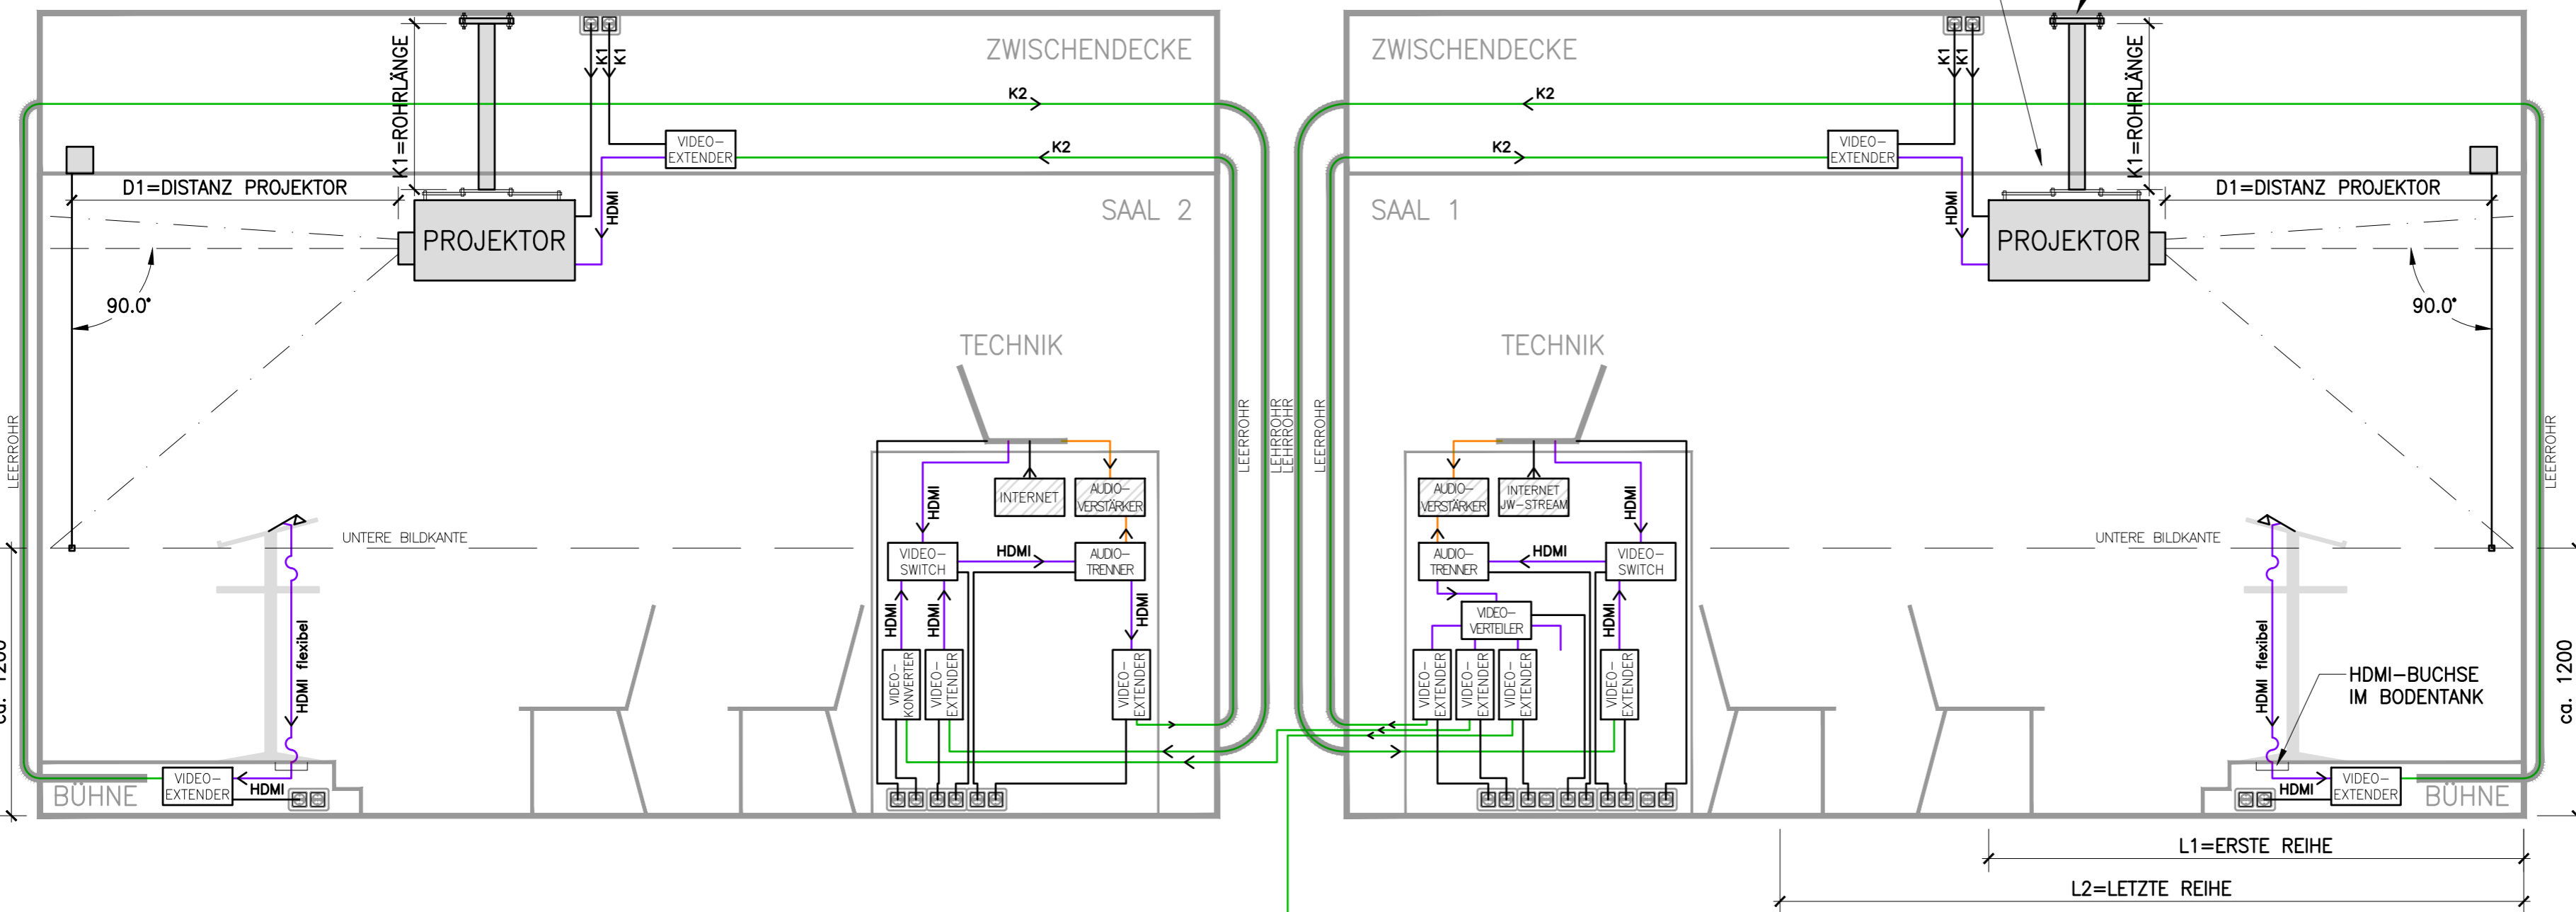 ZWISCHENDECKE
K1=ROHRLÄNGE
K1
K1
K2
VIDEO-
EXTENDER
K2
D1=DISTANZ PROJEKTOR
HDMI
SAAL 2
PROJEKTOR
90.0°
TECHNIK
LEERROHR
LEERROHR
LEHRROHR
INTERNET
AUDIO-
VERSTÄRKER
HDMI
UNTERE BILDKANTE
VIDEO-
SWITCH
HDMI
AUDIO-
TRENNER
HDMI
HDMI
HDMI
HDMI flexibel
VIDEO-
KONVERTER
VIDEO-
EXTENDER
VIDEO-
EXTENDER
ca. 1200
BÜHNE
VIDEO-
EXTENDER
HDMI
ZWISCHENDECKE
K1
K1
K1=ROHRLÄNGE
K2
K2
VIDEO-
EXTENDER
D1=DISTANZ PROJEKTOR
HDMI
SAAL 1
PROJEKTOR
90.0°
TECHNIK
LEHRROHR
LEERROHR
LEERROHR
AUDIO-
VERSTÄRKER
INTERNET
JW-STREAM
HDMI
UNTERE BILDKANTE
AUDIO-
TRENNER
HDMI
VIDEO-
SWITCH
VIDEO-
VERTEILER
HDMI
HDMI flexibel
VIDEO-
EXTENDER
VIDEO-
EXTENDER
VIDEO-
EXTENDER
VIDEO-
EXTENDER
HDMI-BUCHSE
IM BODENTANK
ca. 1200
HDMI
VIDEO-
EXTENDER
BÜHNE
L1=ERSTE REIHE
L2=LETZTE REIHE